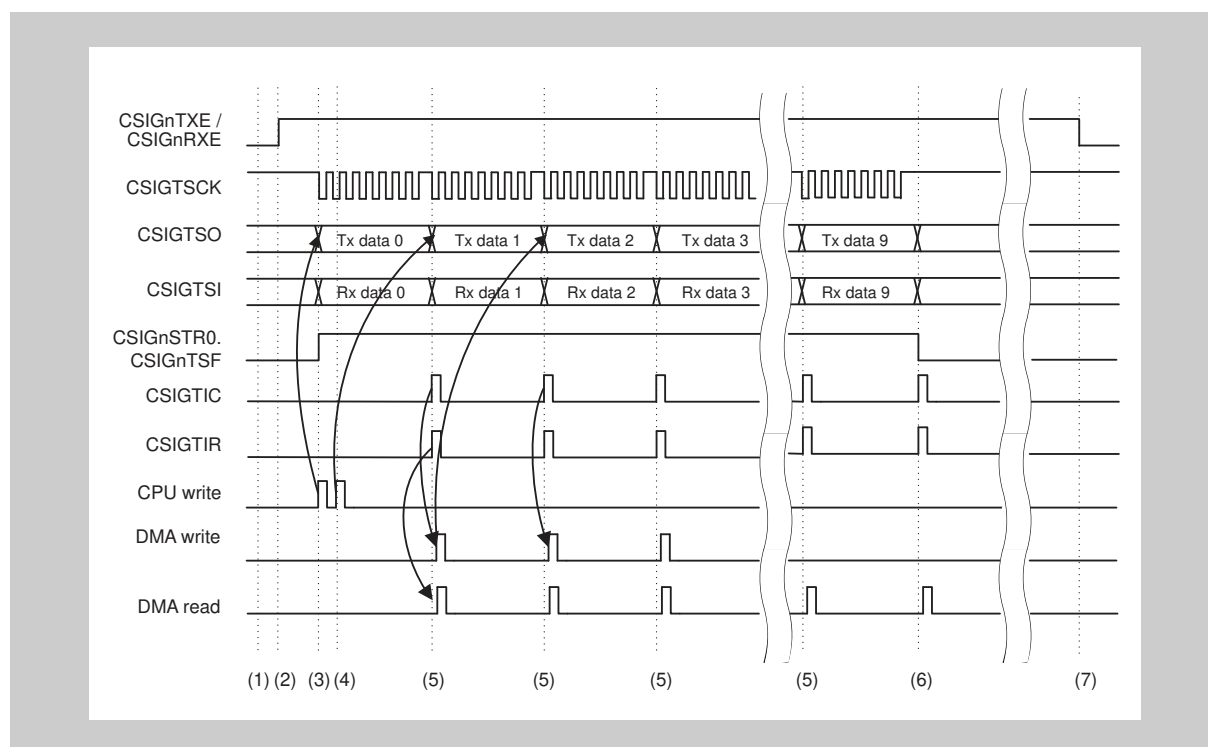 CSIGnTXE /
CSIGnRXE
CSIGTSCK
CSIGTSO Tx data 0 Tx data 1 Tx data 2 Tx data 3 Tx data 9
CSIGTSI Rx data 0 Rx data 1 Rx data 2 Rx data 3 Rx data 9
CSIGnSTR0.
CSIGnTSF
CSIGTIC
CSIGTIR
CPU write
DMA write
DMA read
(1) (2) (3) (4) (5) (5) (5) (5) (6) (7)